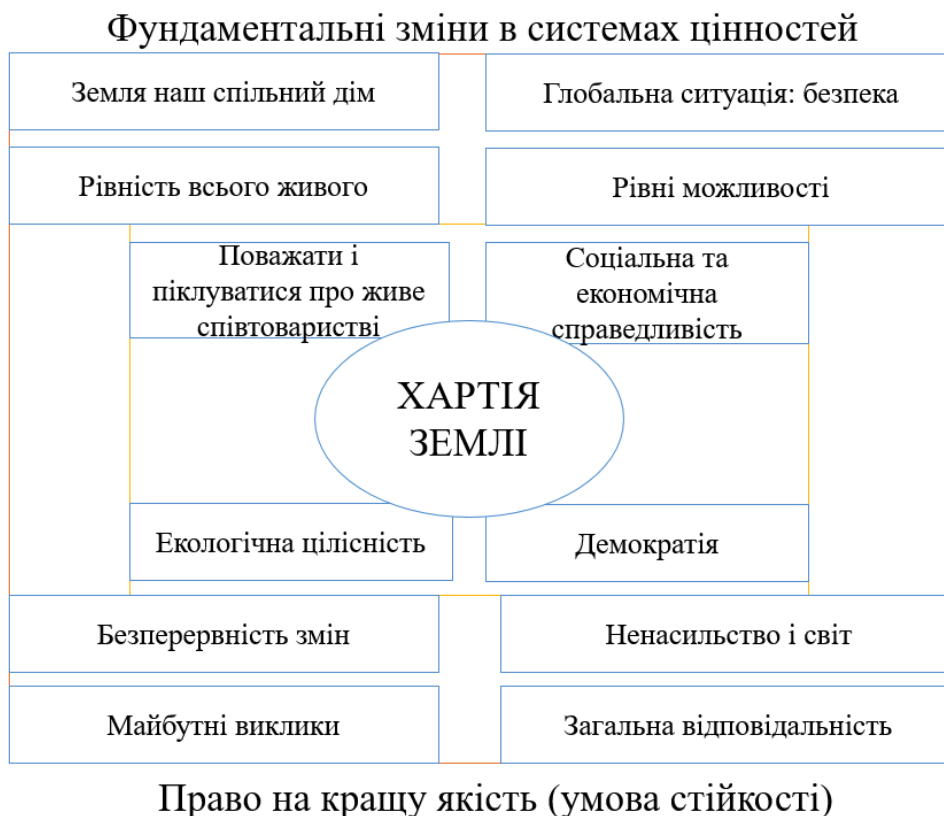 Фундаментальні зміни в системах цінностей
Земля наш спільний дім
Глобальна ситуація: безпека
Рівність всього живого
Рівні можливості
Поважати і
піклуватися про живе
співтоваристві
Соціальна та
економічна
справедливість
ХАРТІЯ
ЗЕМЛІ
Екологічна цілісність
Демократія
Безперервність змін
Ненасильство і світ
Майбутні виклики
Загальна відповідальність
Право на кращу якість (умова стійкості)